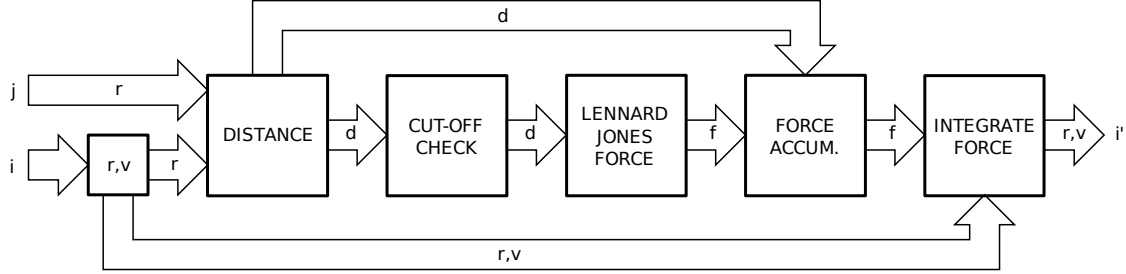 d
j
r
i
r,v
r
DISTANCE
d
CUT-OFF
CHECK
d
LENNARD
JONES
FORCE
f
FORCE
ACCUM.
f
INTEGRATE
FORCE
r,v
i'
r,v